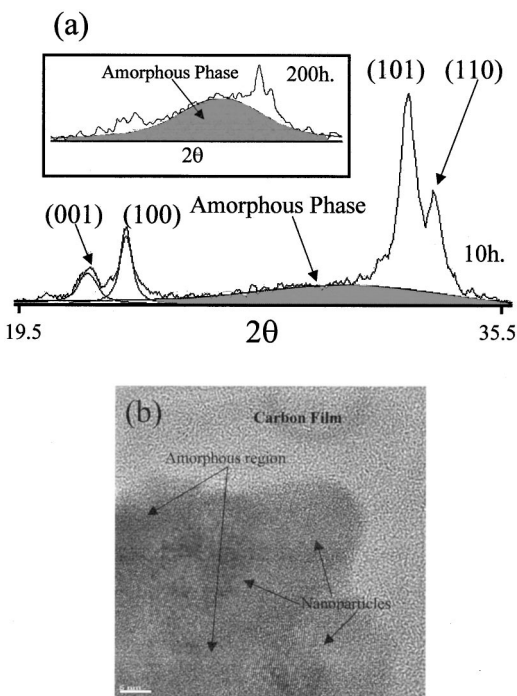 (a)
Amorphous Phase
200h.
2θ
(101)
(110)
(001)
(100)
Amorphous Phase
10h.
19.5
2θ
35.5
(b)
Carbon Film
Amorphous region
Nanoparticles